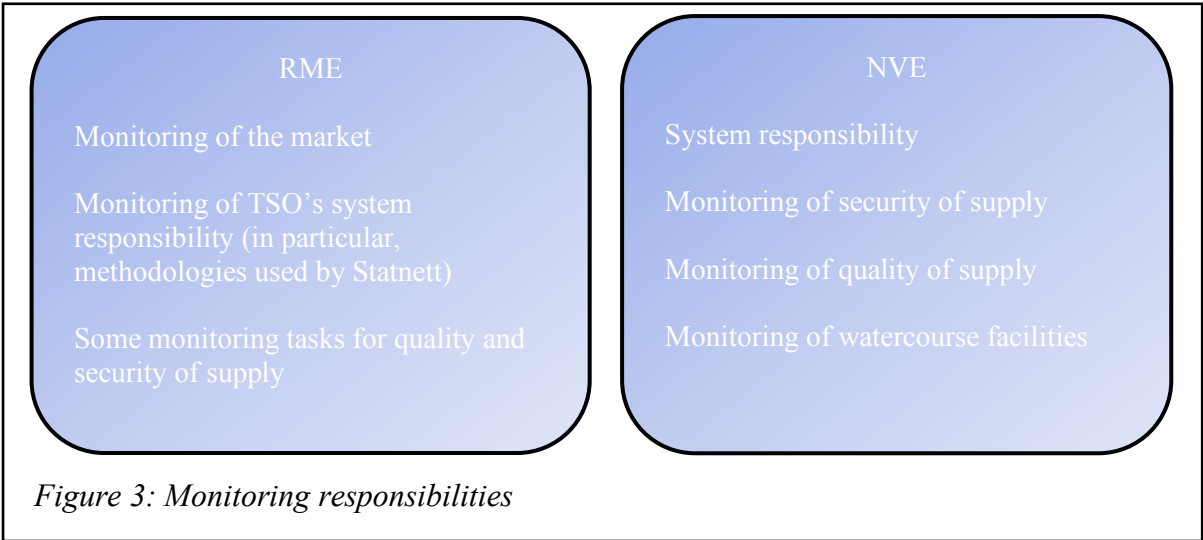 RME
Monitoring of the market
Monitoring of TSO’s system
responsibility (in particular,
methodologies used by Statnett)
Some monitoring tasks for quality and
security of supply
NVE
System responsibility
Monitoring of security of supply
Monitoring of quality of supply
Monitoring of watercourse facilities
Figure 3: Monitoring responsibilities